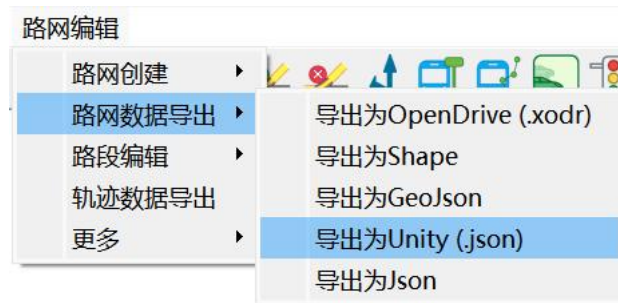 路网编辑
路网创建
路网数据导出
路段编辑
轨迹数据导出
更多
导出为OpenDrive (.xodr)
导出为Shape
导出为GeoJson
导出为Unity (.json)
导出为Json